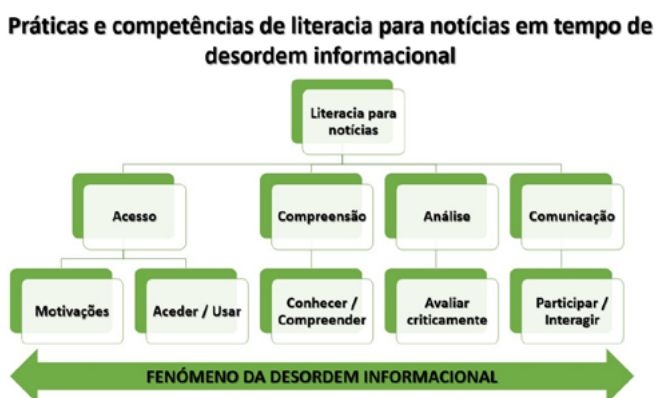 Práticas e competências de literacia para notícias em tempo de
desordem informacional
Literacia para
notícias
Acesso
Compreensão
Análise
Comunicação
Motivações
Aceder / Usar
Conhecer /
Compreender
Avaliar
criticamente
Participar /
Interagir
FENÓMENO DA DESORDEM INFORMACIONAL